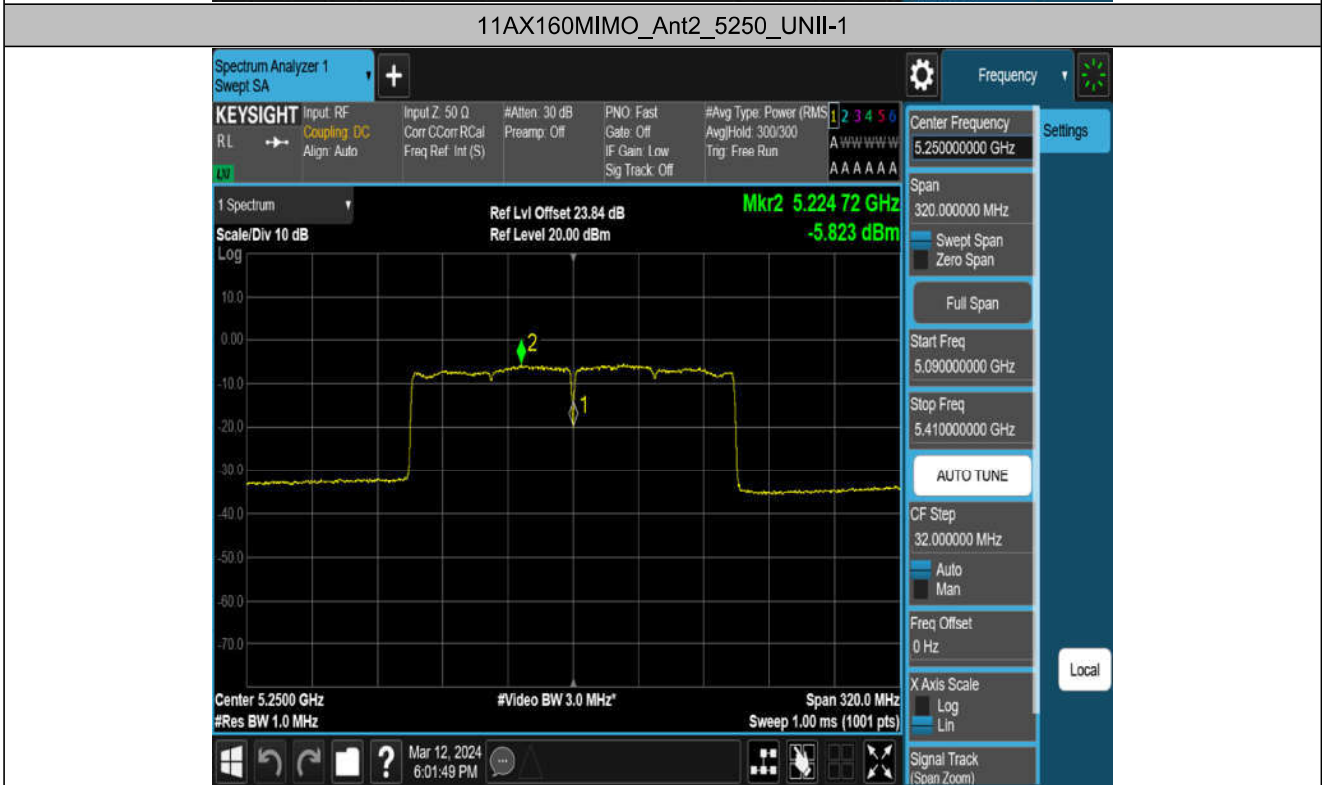 11AX160MIMO_Ant2_5250_UNII-1
Spectrum Analyzer 1
Swept SA
+
Frequency
KEYSIGHT
RL
LXI
Input: RF
Coupling: DC
Align: Auto
Input Z: 50 Ω
Corr CCorr RCal
Freq Ref: Int (S)
#Atten: 30 dB
Preamp: Off
PNO: Fast
Gate: Off
IF Gain: Low
Sig Track: Off
#Avg Type: Power (RMS
Avg|Hold: 300/300
Trig: Free Run
1 2 3 4 5 6
A W W W W W
A A A A A A
1 Spectrum
Scale/Div 10 dB
Ref Lvl Offset 23.84 dB
Ref Level 20.00 dBm
Mkr2 5.224 72 GHz
-5.823 dBm
Log
10.0
0.00
-10.0
-20.0
-30.0
-40.0
-50.0
-60.0
-70.0
2
1
Center 5.2500 GHz
#Video BW 3.0 MHz*
Span 320.0 MHz
#Res BW 1.0 MHz
Sweep 1.00 ms (1001 pts)
Mar 12, 2024
6:01:49 PM
Center Frequency
5.250000000 GHz
Settings
Span
320.000000 MHz
Swept Span
Zero Span
Full Span
Start Freq
5.090000000 GHz
Stop Freq
5.410000000 GHz
AUTO TUNE
CF Step
32.000000 MHz
Auto
Man
Freq Offset
0 Hz
X Axis Scale
Log
Lin
Local
Signal Track
(Span Zoom)